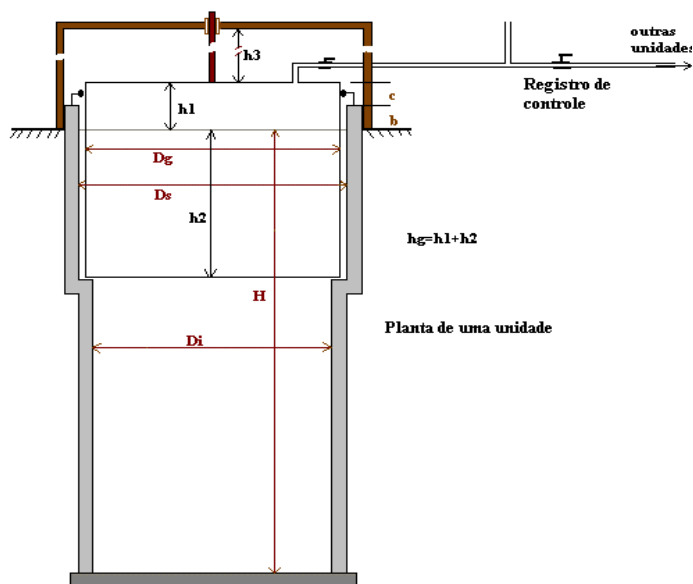 outras
unidades
h3
Registro de
controle
c
h1
b
Dg
Ds
h2
hg=h1+h2
H
Planta de uma unidade
Di